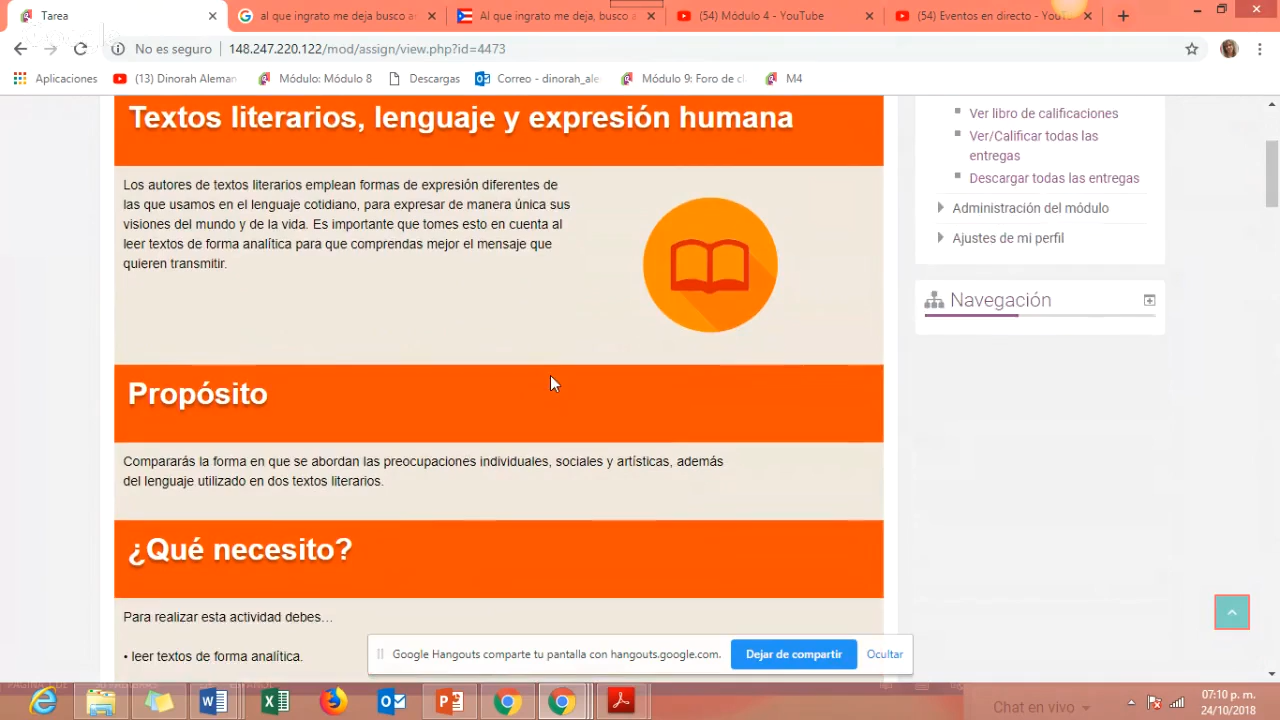 Tarea
al que ingrato me deja busco a
Al que ingrato me deja, busco a
(54) Módulo 4 - YouTube
(54) Eventos en directo - YouTu
No es seguro
148.247.220.122/mod/assign/view.php?id=4473
Aplicaciones
(13) Dinorah Aleman
Módulo: Módulo 8
Descargas
Correo - dinorah_ale
Módulo 9: Foro de cl
M4
Textos literarios, lenguaje y expresión humana
Los autores de textos literarios emplean formas de expresión diferentes de
las que usamos en el lenguaje cotidiano, para expresar de manera única sus
visiones del mundo y de la vida. Es importante que tomes esto en cuenta al
leer textos de forma analítica para que comprendas mejor el mensaje que
quieren transmitir.
Propósito
Compararás la forma en que se abordan las preocupaciones individuales, sociales y artísticas, además
del lenguaje utilizado en dos textos literarios.
¿Qué necesito?
Para realizar esta actividad debes…
• leer textos de forma analítica.
Ver libro de calificaciones
Ver/Calificar todas las
entregas
Descargar todas las entregas
Administración del módulo
Ajustes de mi perfil
Navegación
Google Hangouts comparte tu pantalla con hangouts.google.com.
Dejar de compartir
Ocultar
Chat en vivo
07:10 p. m.
24/10/2018